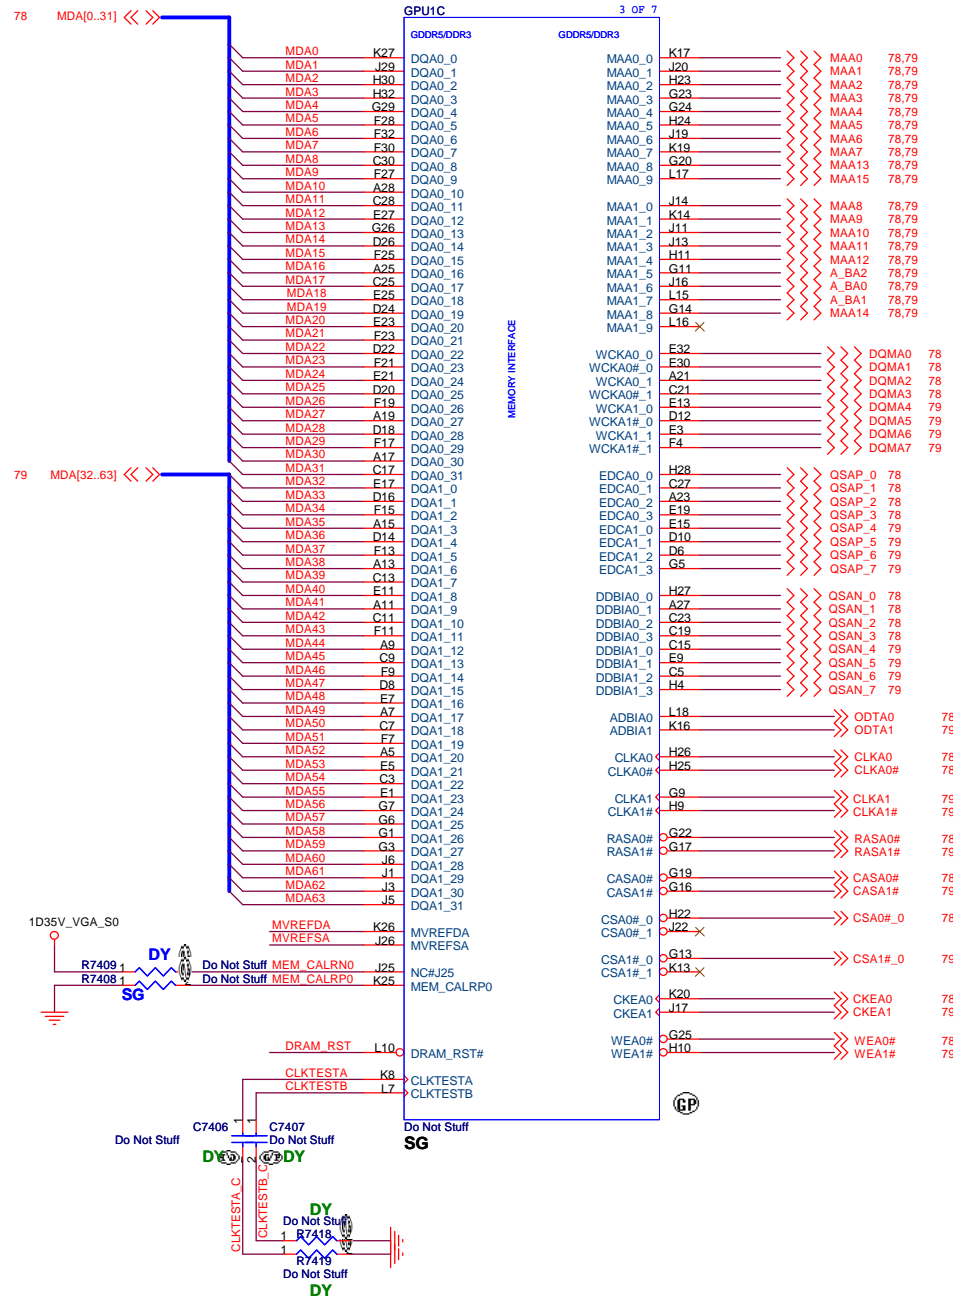 GPU1C 3 OF 7
78 MDA[0..31]
GDDR5/DDR3 GDDR5/DDR3
MDA0 K27 DQA0_0 MAA0_0 K17 MAA0 78,79
MDA1 J29 DQA0_1 MAA0_1 J20 MAA1 78,79
MDA2 H30 DQA0_2 MAA0_2 H23 MAA2 78,79
MDA3 H32 DQA0_3 MAA0_3 G23 MAA3 78,79
MDA4 G29 DQA0_4 MAA0_4 G24 MAA4 78,79
MDA5 F28 DQA0_5 MAA0_5 H24 MAA5 78,79
MDA6 F32 DQA0_6 MAA0_6 J19 MAA6 78,79
MDA7 F30 DQA0_7 MAA0_7 K19 MAA7 78,79
MDA8 C30 DQA0_8 MAA0_8 G20 MAA13 78,79
MDA9 F27 DQA0_9 MAA0_9 L17 MAA15 78,79
MDA10 A28 DQA0_10
MDA11 C28 DQA0_11 MAA1_0 J14 MAA8 78,79
MDA12 E27 DQA0_12 MAA1_1 K14 MAA9 78,79
MDA13 G26 DQA0_13 MAA1_2 J11 MAA10 78,79
MDA14 D26 DQA0_14 MAA1_3 J13 MAA11 78,79
MDA15 F25 DQA0_15 MAA1_4 H11 MAA12 78,79
MDA16 A25 DQA0_16 MAA1_5 G11 A_BA2 78,79
MDA17 C25 DQA0_17 MAA1_6 J16 A_BA0 78,79
MDA18 E25 DQA0_18 MAA1_7 L15 A_BA1 78,79
MDA19 D24 DQA0_19 MAA1_8 G14 MAA14 78,79
MDA20 E23 DQA0_20 MAA1_9 L16
MDA21 F23 DQA0_21
MDA22 D22 DQA0_22 WCKA0_0 E32 DQMA0 78
MDA23 F21 DQA0_23 WCKA0#_0 E30 DQMA1 78
MDA24 E21 DQA0_24 WCKA0_1 A21 DQMA2 78
MDA25 D20 DQA0_25 WCKA0#_1 C21 DQMA3 78
MDA26 F19 DQA0_26 WCKA1_0 E13 DQMA4 79
MDA27 A19 DQA0_27 WCKA1#_0 D12 DQMA5 79
MDA28 D18 DQA0_28 WCKA1_1 E3 DQMA6 79
MDA29 F17 DQA0_29 WCKA1#_1 F4 DQMA7 79
MDA30 A17 DQA0_30
MEMORY INTERFACE
79 MDA[32..63]
MDA31 C17 DQA0_31 EDCA0_0 H28 QSAP_0 78
MDA32 E17 DQA1_0 EDCA0_1 C27 QSAP_1 78
MDA33 D16 DQA1_1 EDCA0_2 A23 QSAP_2 78
MDA34 F15 DQA1_2 EDCA0_3 E19 QSAP_3 78
MDA35 A15 DQA1_3 EDCA1_0 E15 QSAP_4 79
MDA36 D14 DQA1_4 EDCA1_1 D10 QSAP_5 79
MDA37 F13 DQA1_5 EDCA1_2 D6 QSAP_6 79
MDA38 A13 DQA1_6 EDCA1_3 G5 QSAP_7 79
MDA39 C13 DQA1_7
MDA40 E11 DQA1_8 DDBIA0_0 H27 QSAN_0 78
MDA41 A11 DQA1_9 DDBIA0_1 A27 QSAN_1 78
MDA42 C11 DQA1_10 DDBIA0_2 C23 QSAN_2 78
MDA43 F11 DQA1_11 DDBIA0_3 C19 QSAN_3 78
MDA44 A9 DQA1_12 DDBIA1_0 C15 QSAN_4 79
MDA45 C9 DQA1_13 DDBIA1_1 E9 QSAN_5 79
MDA46 F9 DQA1_14 DDBIA1_2 C5 QSAN_6 79
MDA47 D8 DQA1_15 DDBIA1_3 H4 QSAN_7 79
MDA48 E7 DQA1_16
MDA49 A7 DQA1_17 ADBIA0 L18 ODTA0 78
MDA50 C7 DQA1_18 ADBIA1 K16 ODTA1 79
MDA51 F7 DQA1_19
MDA52 A5 DQA1_20 CLKA0 H26 CLKA0 78
MDA53 E5 DQA1_21 CLKA0# H25 CLKA0# 78
MDA54 C3 DQA1_22
MDA55 E1 DQA1_23 CLKA1 G9 CLKA1 79
MDA56 G7 DQA1_24 CLKA1# H9 CLKA1# 79
MDA57 G6 DQA1_25
MDA58 G1 DQA1_26 RASA0# G22 RASA0# 78
MDA59 G3 DQA1_27 RASA1# G17 RASA1# 79
MDA60 J6 DQA1_28
MDA61 J1 DQA1_29 CASA0# G19 CASA0# 78
MDA62 J3 DQA1_30 CASA1# G16 CASA1# 79
MDA63 J5 DQA1_31
1D35V_VGA_S0 CSA0#_0 H22 CSA0#_0 78
MVREFDA K26 MVREFDA CSA0#_1 J22
MVREFSA J26 MVREFSA
DY CSA1#_0 G13 CSA1#_0 79
R7409 1 Do Not Stuff MEM_CALRN0 J25 NC#J25 CSA1#_1 K13
R7408 1 Do Not Stuff MEM_CALRP0 K25 MEM_CALRP0
SG
CKEA0 K20 CKEA0 78
CKEA1 J17 CKEA1 79
WEA0# G25 WEA0# 78
DRAM_RST L10 DRAM_RST# WEA1# H10 WEA1# 79
CLKTESTA K8 CLKTESTA
CLKTESTB L7 CLKTESTB
GP
1 1
C7406 C7407 Do Not Stuff
Do Not Stuff Do Not Stuff SG
DY 2 2 GP DY
CLKTESTA_C
CLKTESTB_C
DY
Do Not Stuff
1 R7418
1 R7419
Do Not Stuff
DY